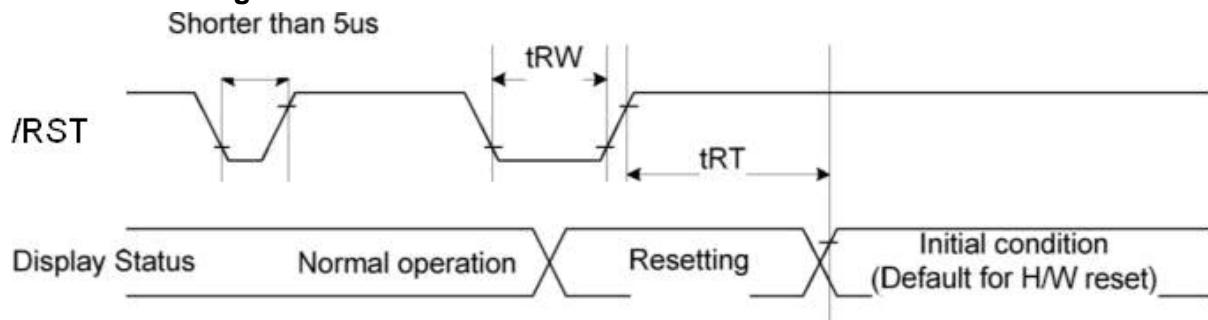 Shorter than 5us
tRW
/RST
tRT
Display Status
Normal operation
Resetting
Initial condition
(Default for H/W reset)